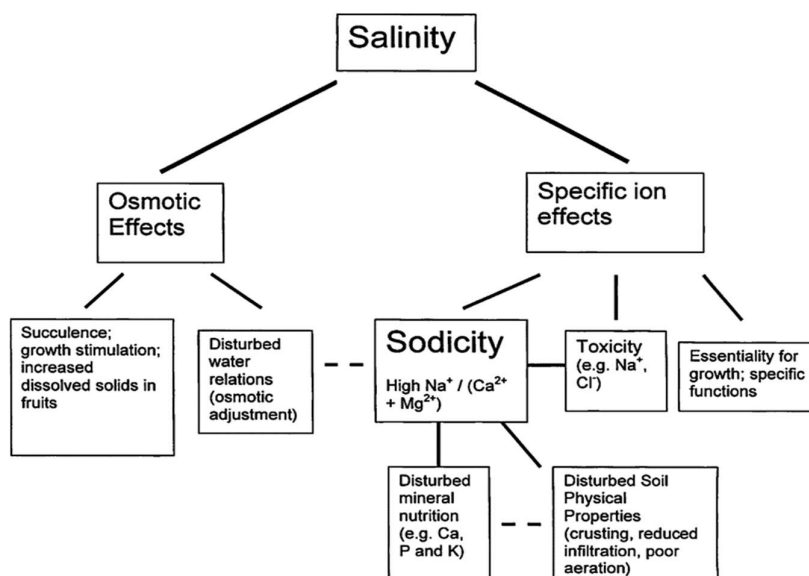 Salinity
Osmotic
Effects
Specific ion
effects
Succulence;
growth stimulation;
increased
dissolved solids in
fruits
Disturbed
water
relations
(osmotic
adjustment)
Sodicity
High Na⁺ / (Ca²⁺
+ Mg²⁺)
Toxicity
(e.g. Na⁺,
Cl⁻)
Essentiality for
growth; specific
functions
Disturbed
mineral
nutrition
(e.g. Ca,
P and K)
Disturbed Soil
Physical
Properties
(crusting, reduced
infiltration, poor
aeration)